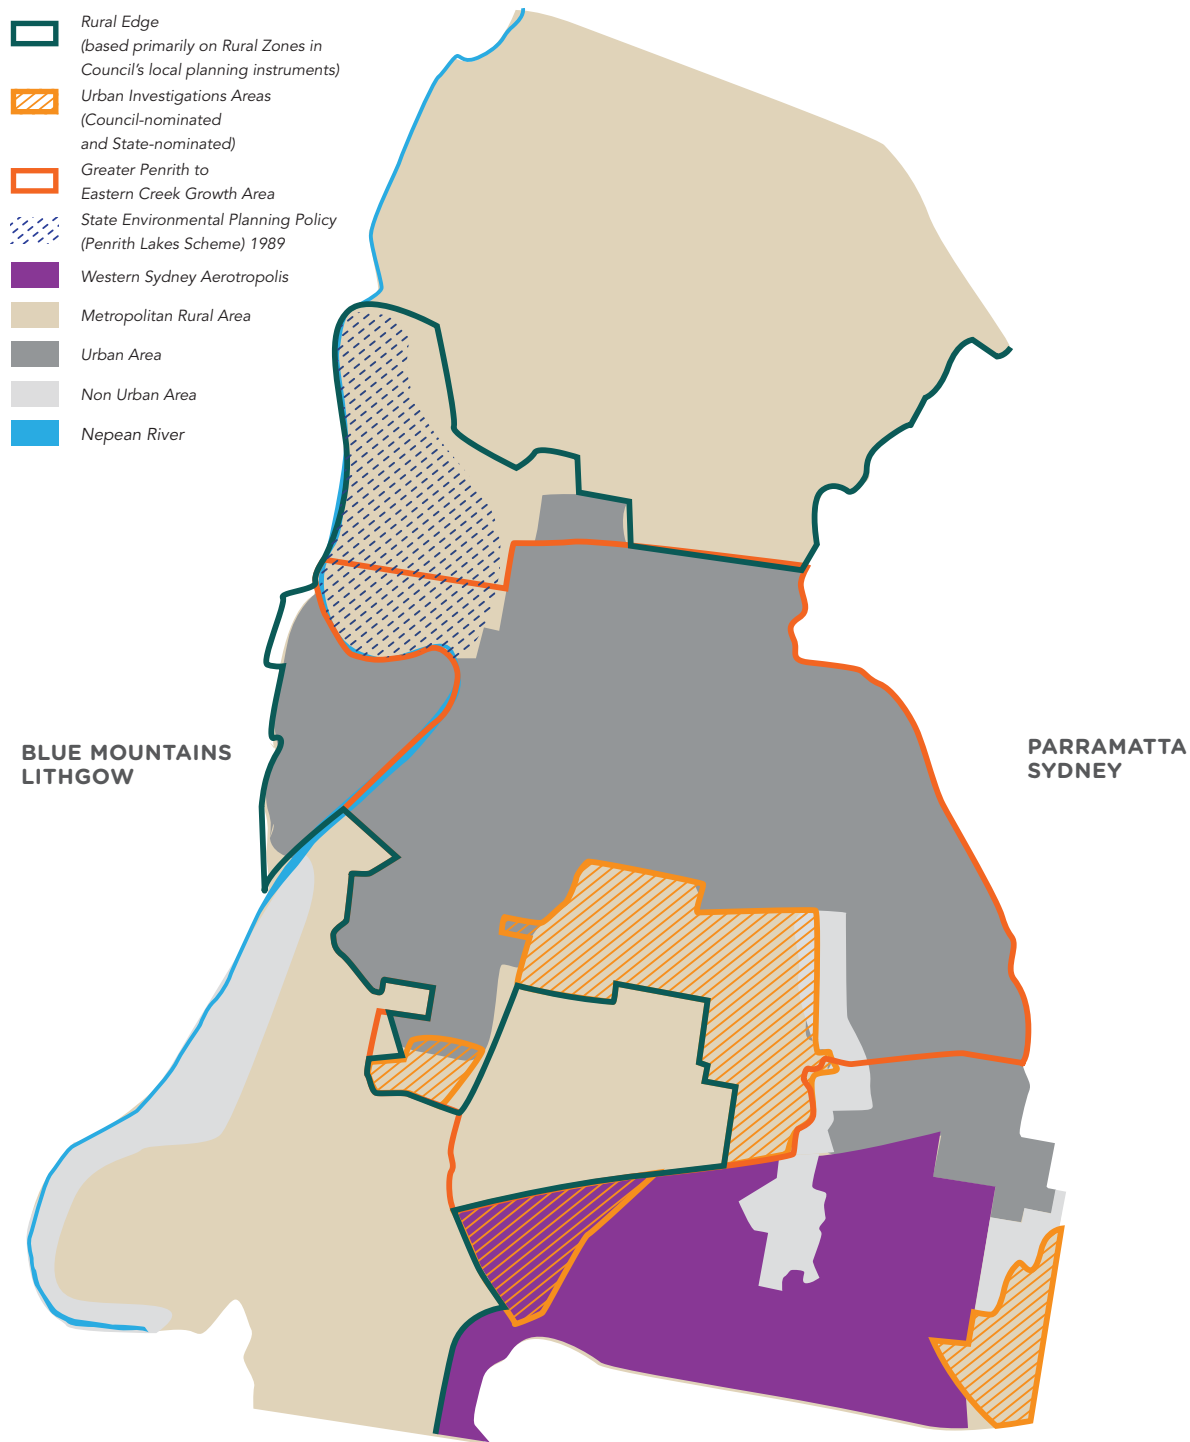 Rural Edge
(based primarily on Rural Zones in
Council's local planning instruments)
Urban Investigations Areas
(Council-nominated
and State-nominated)
Greater Penrith to
Eastern Creek Growth Area
State Environmental Planning Policy
(Penrith Lakes Scheme) 1989
Western Sydney Aerotropolis
Metropolitan Rural Area
Urban Area
Non Urban Area
Nepean River
BLUE MOUNTAINS
LITHGOW
PARRAMATTA
SYDNEY